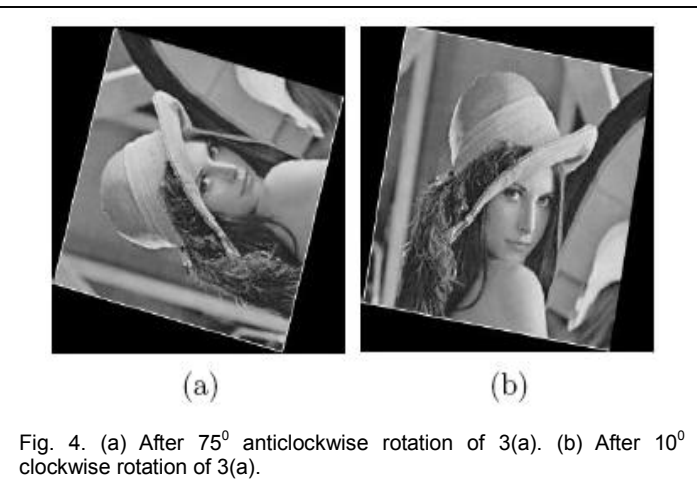 (a) (b)
Fig. 4. (a) After 75⁰ anticlockwise rotation of 3(a). (b) After 10⁰
clockwise rotation of 3(a).